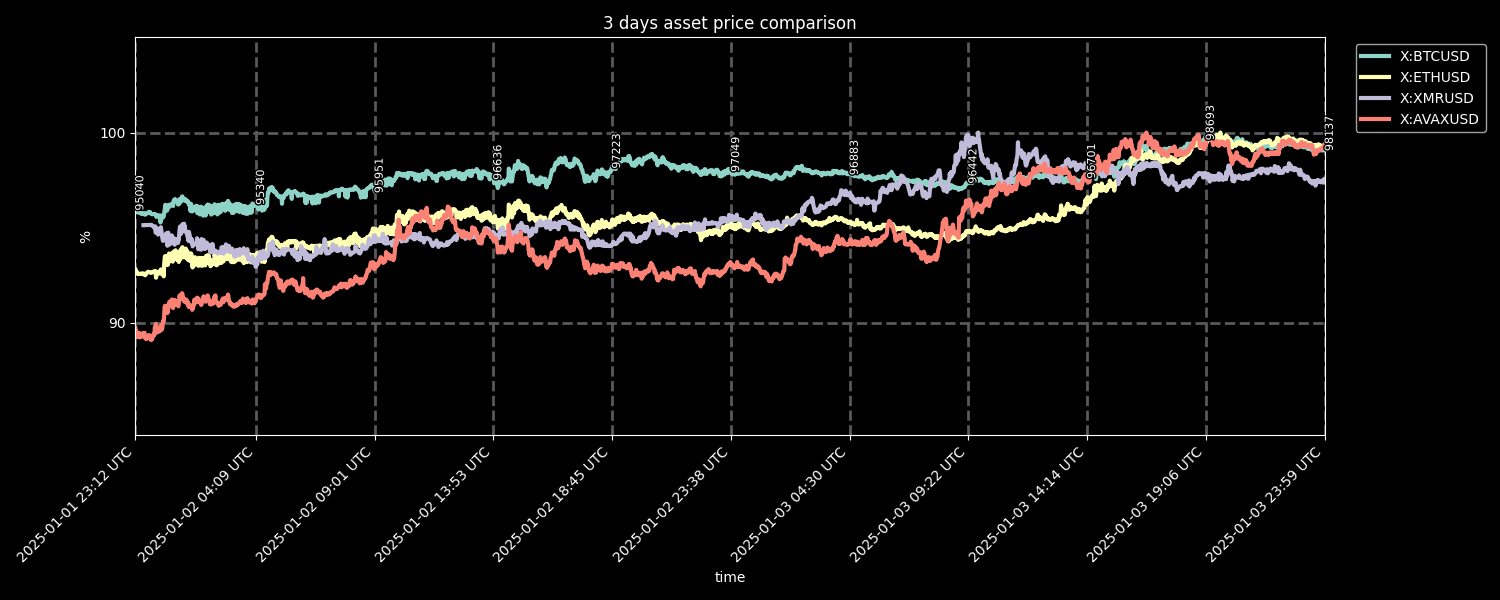 3 days asset price comparison
X:BTCUSD
X:ETHUSD
X:XMRUSD
X:AVAXUSD
100
90
%
95040
95340
95951
96636
97223
97049
96883
96442
96701
98693
98137
2025-01-01 23:12 UTC
2025-01-02 04:09 UTC
2025-01-02 09:01 UTC
2025-01-02 13:53 UTC
2025-01-02 18:45 UTC
2025-01-02 23:38 UTC
2025-01-03 04:30 UTC
2025-01-03 09:22 UTC
2025-01-03 14:14 UTC
2025-01-03 19:06 UTC
2025-01-03 23:59 UTC
time